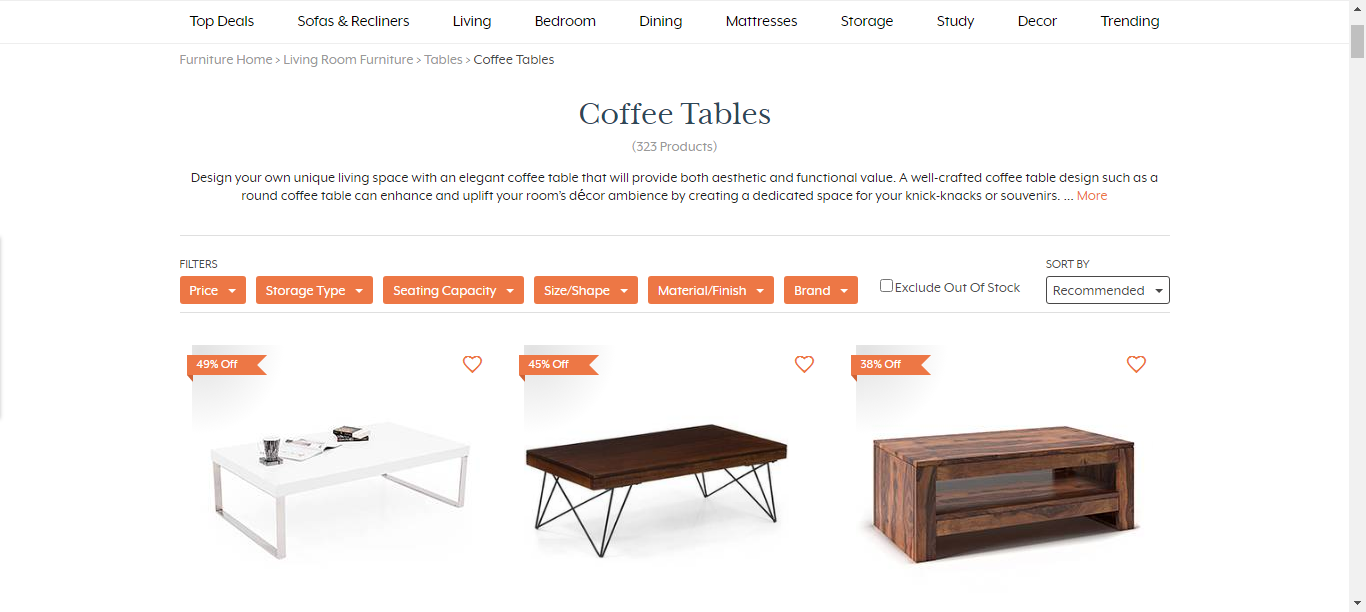 Top Deals Sofas & Recliners Living Bedroom Dining Mattresses Storage Study Decor Trending
Furniture Home > Living Room Furniture > Tables > Coffee Tables
Coffee Tables
(323 Products)
Design your own unique living space with an elegant coffee table that will provide both aesthetic and functional value. A well-crafted coffee table design such as a
round coffee table can enhance and uplift your room's décor ambience by creating a dedicated space for your knick-knacks or souvenirs. ... More
FILTERS
SORT BY
Price Storage Type Seating Capacity Size/Shape Material/Finish Brand Exclude Out Of Stock Recommended
49% Off 45% Off 38% Off